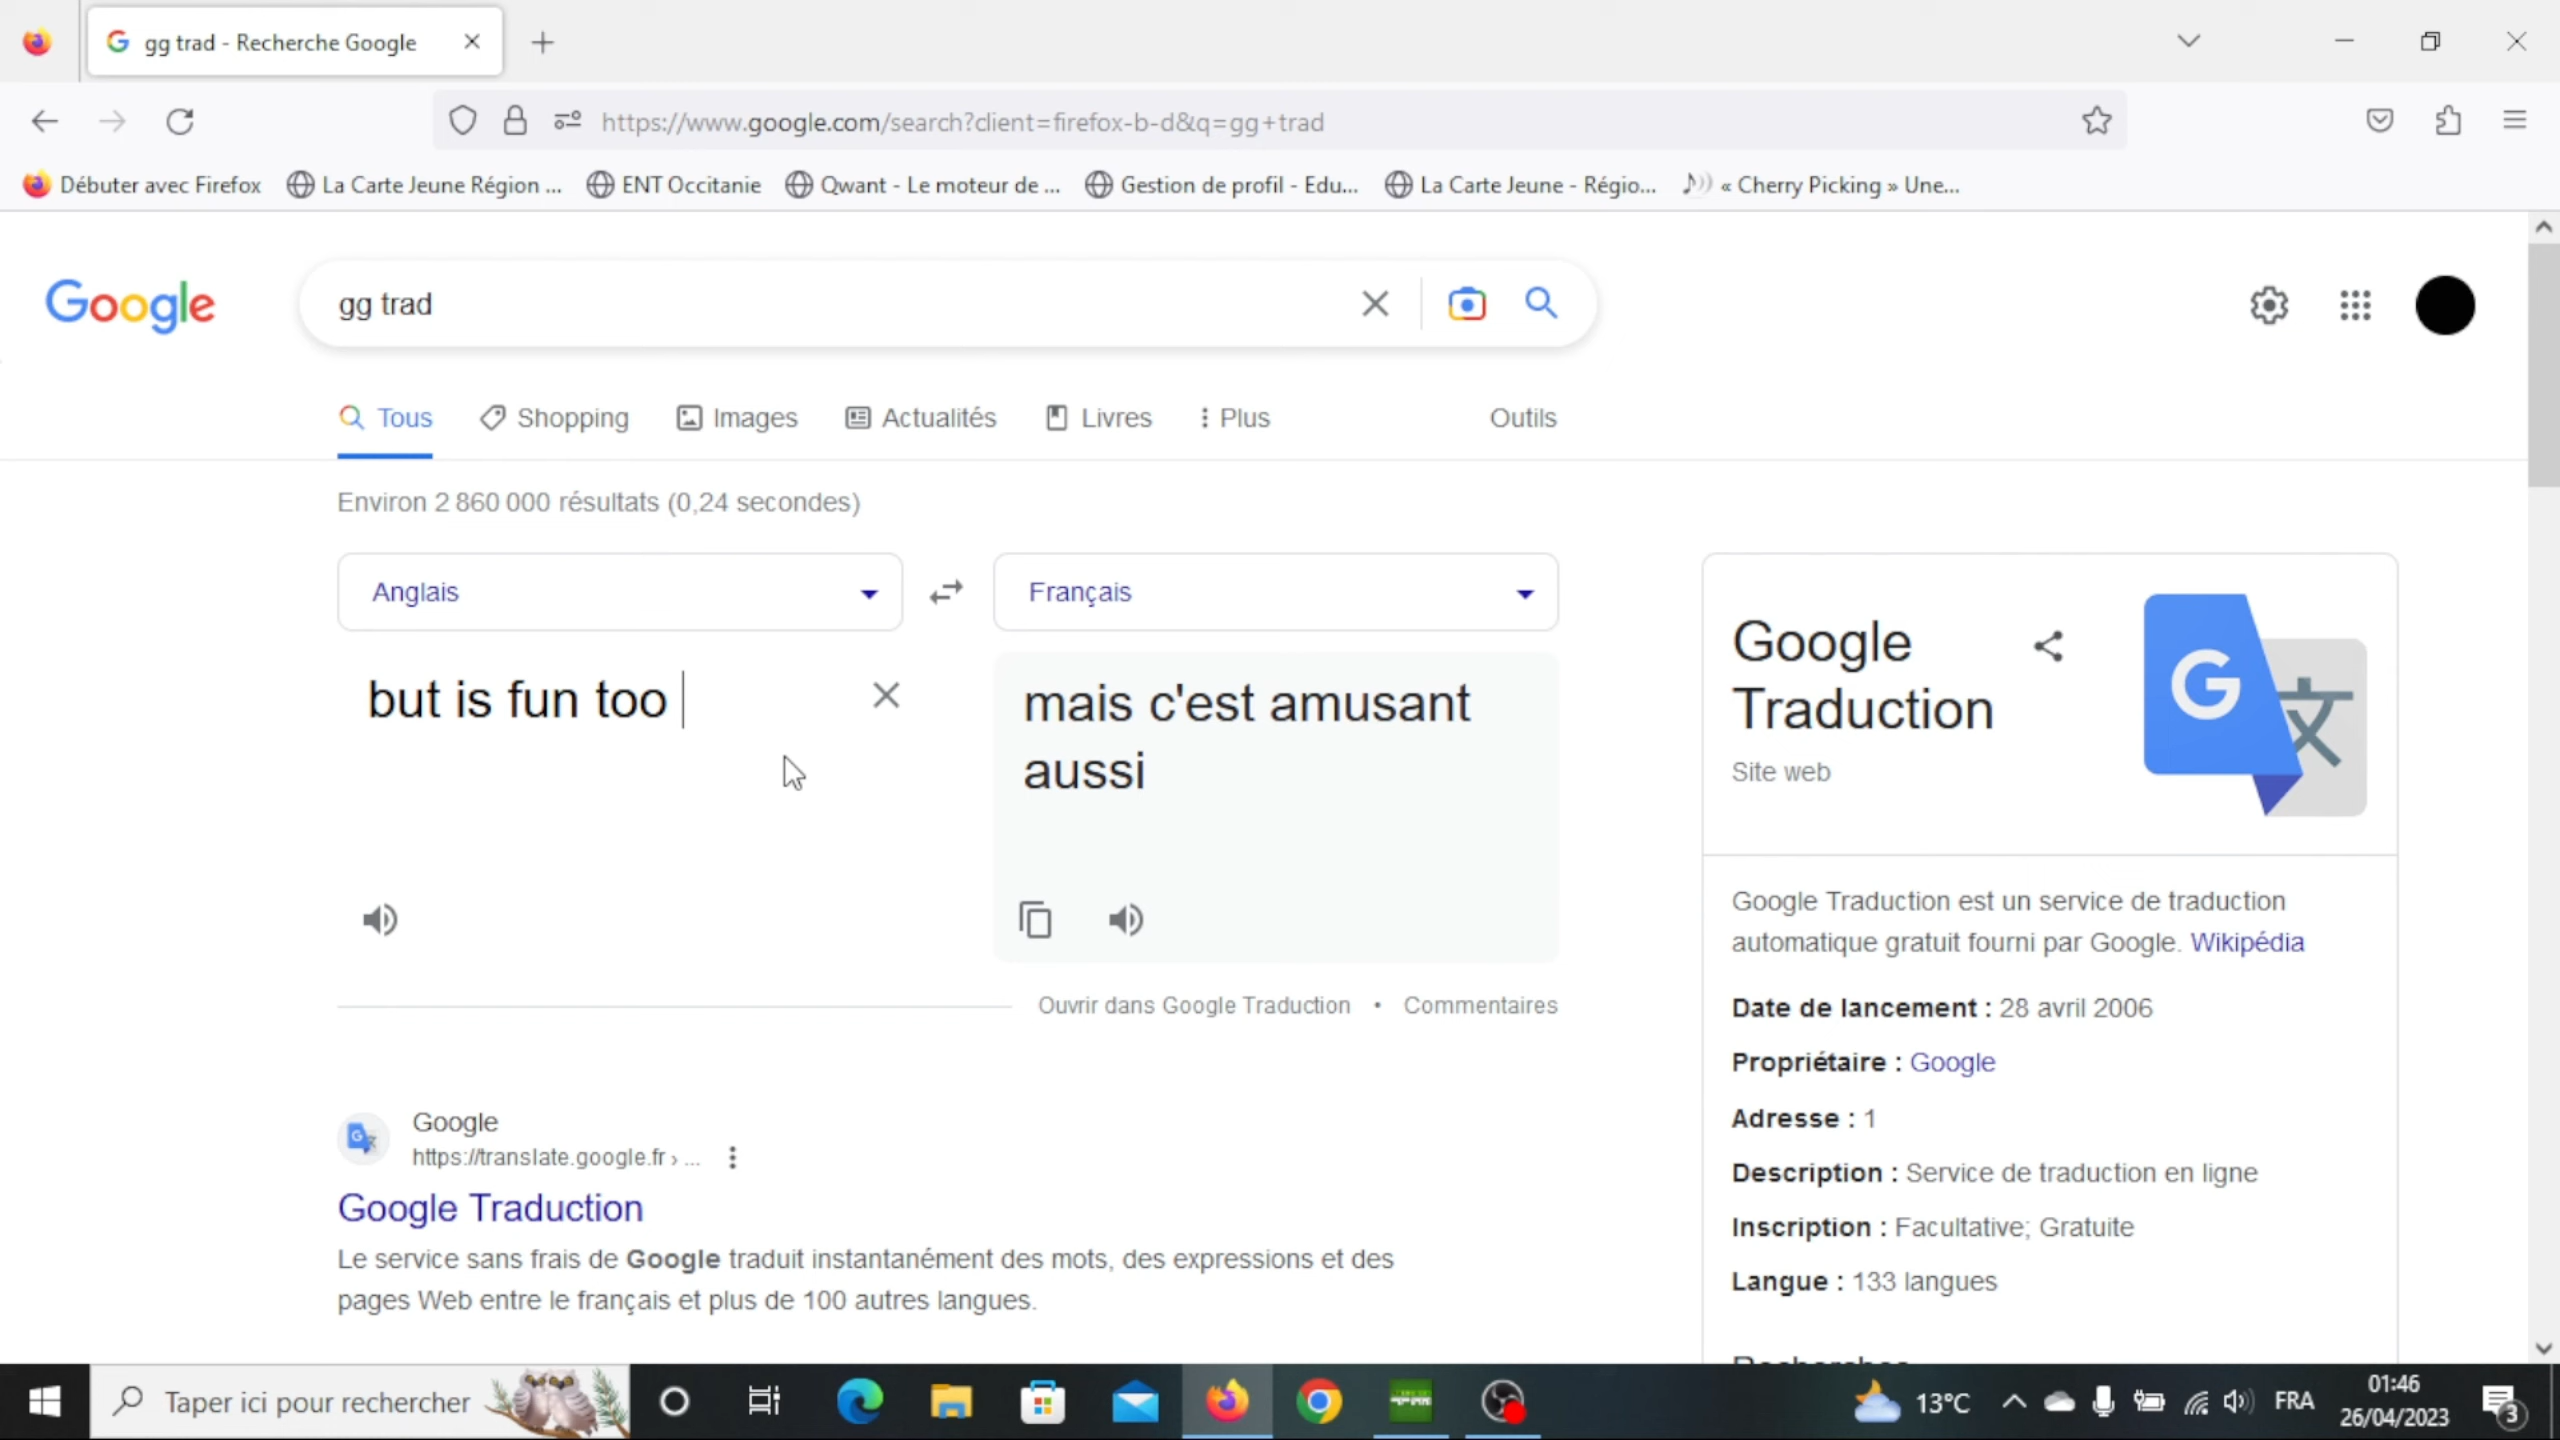 gg trad - Recherche Google
https://www.google.com/search?client=firefox-b-d&q=gg+trad
Débuter avec Firefox La Carte Jeune Région ... ENT Occitanie Qwant - Le moteur de ... Gestion de profil - Edu... La Carte Jeune - Régio... « Cherry Picking » Une...
Google
gg trad
Tous Shopping Images Actualités Livres Plus Outils
Environ 2 860 000 résultats (0,24 secondes)
Anglais
Français
but is fun too
mais c'est amusant
aussi
Ouvrir dans Google Traduction • Commentaires
Google
https://translate.google.fr › ...
Google Traduction
Le service sans frais de Google traduit instantanément des mots, des expressions et des
pages Web entre le français et plus de 100 autres langues.
Google
Traduction
Site web
G 文
Google Traduction est un service de traduction
automatique gratuit fourni par Google. Wikipédia
Date de lancement : 28 avril 2006
Propriétaire : Google
Adresse : 1
Description : Service de traduction en ligne
Inscription : Facultative; Gratuite
Langue : 133 langues
Taper ici pour rechercher
13°C
FRA
01:46
26/04/2023
3